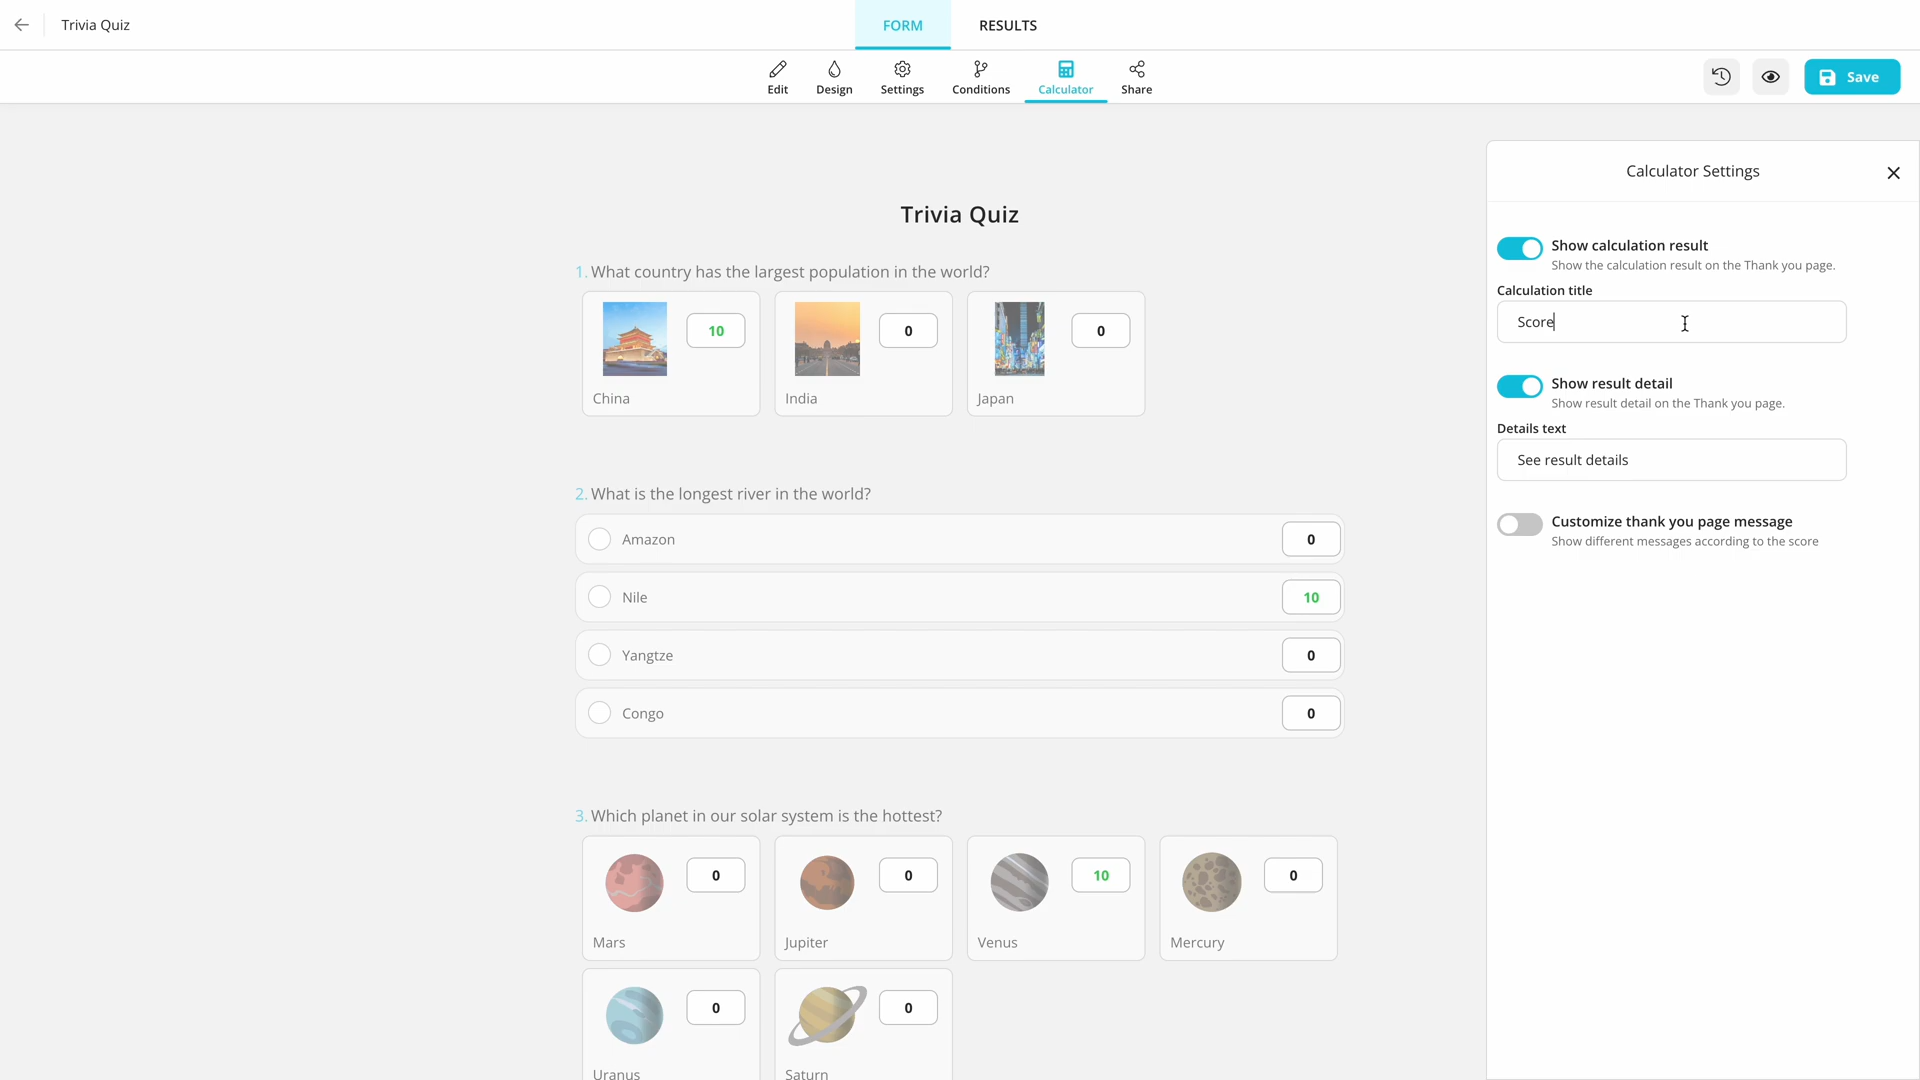 Trivia Quiz
FORM
RESULTS
Edit
Design
Settings
Conditions
Calculator
Share
Save
Trivia Quiz
1. What country has the largest population in the world?
10
0
0
China
India
Japan
2. What is the longest river in the world?
Amazon
0
Nile
10
Yangtze
0
Congo
0
3. Which planet in our solar system is the hottest?
0
0
10
0
Mars
Jupiter
Venus
Mercury
0
0
Uranus
Saturn
Calculator Settings
Show calculation result
Show the calculation result on the Thank you page.
Calculation title
Score
Show result detail
Show result detail on the Thank you page.
Details text
See result details
Customize thank you page message
Show different messages according to the score